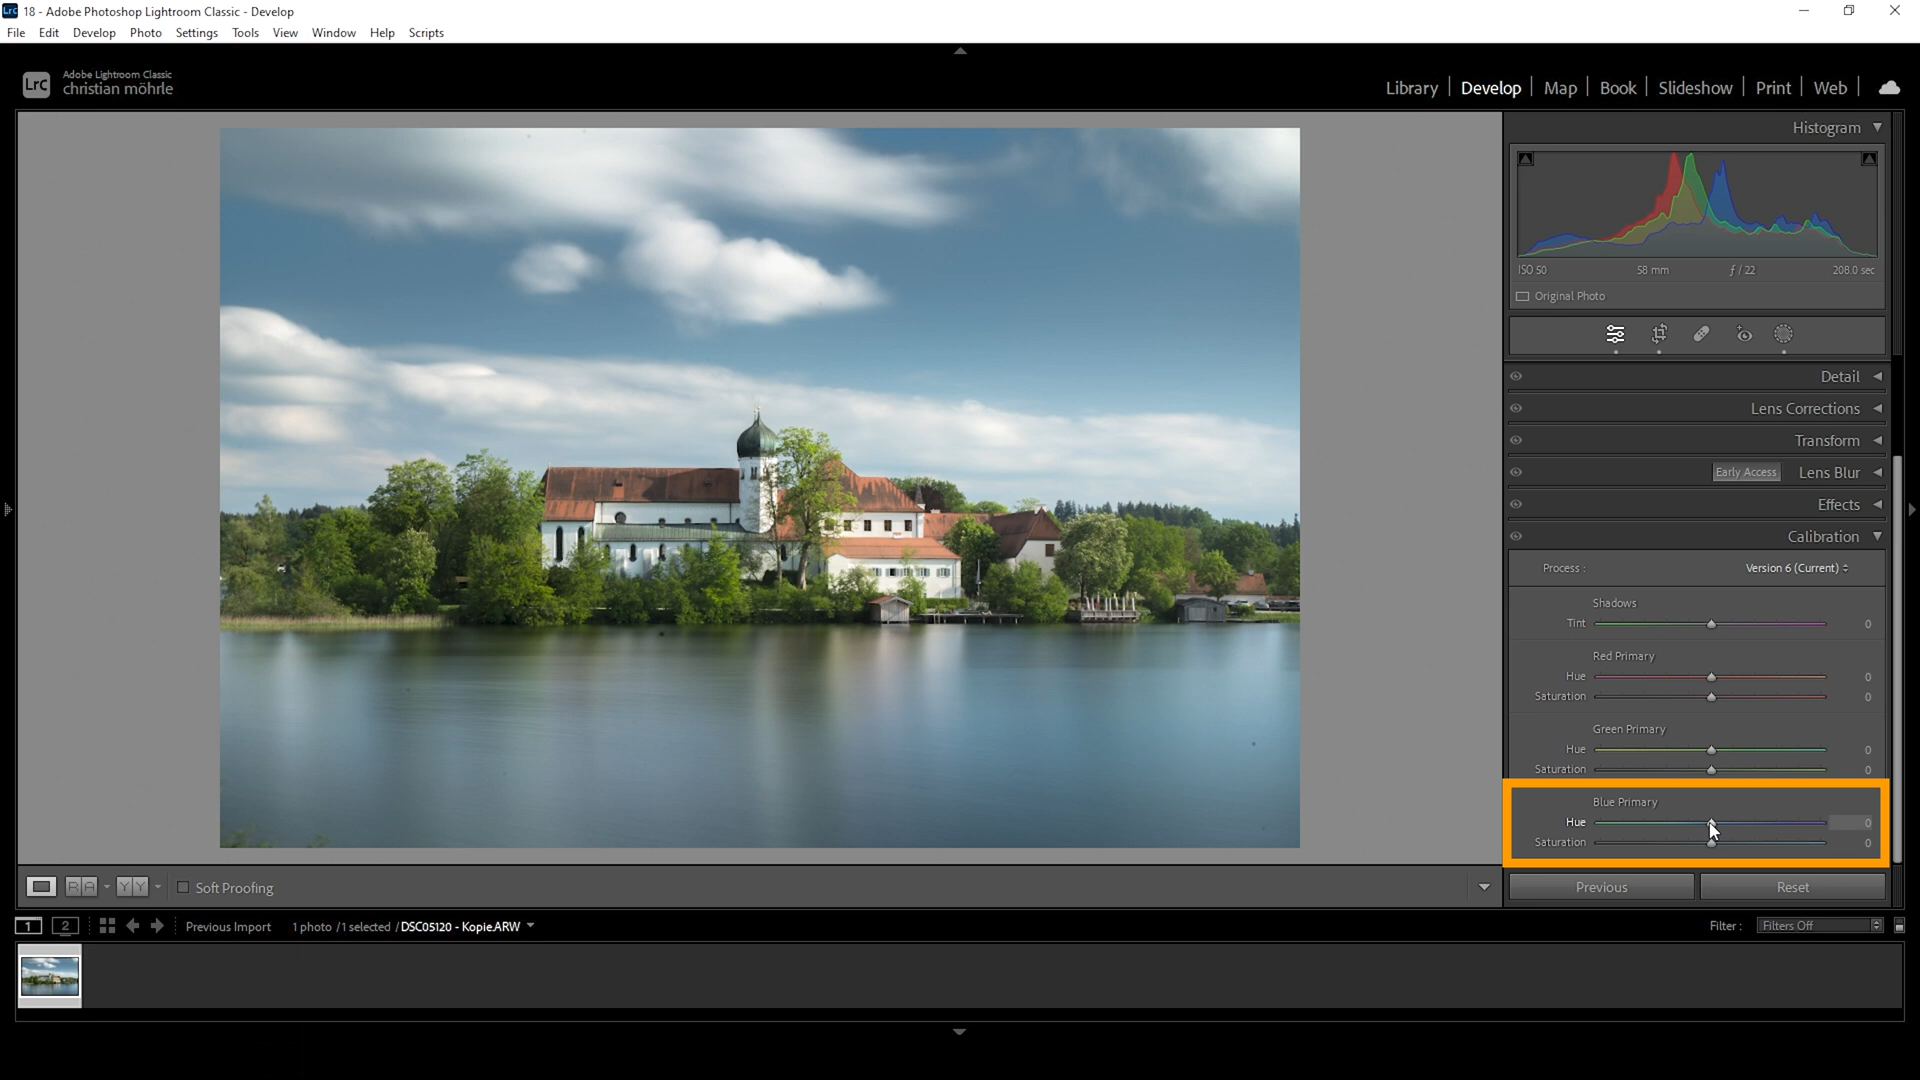 Lrc 18 - Adobe Photoshop Lightroom Classic - Develop
File Edit Develop Photo Settings Tools View Window Help Scripts
LrC Adobe Lightroom Classic
christian möhrle
Library Develop Map Book Slideshow Print Web
Histogram
ISO 50 58 mm ƒ / 22 208.0 sec
Original Photo
Detail
Lens Corrections
Transform
Early Access Lens Blur
Effects
Calibration
Process : Version 6 (Current)
Shadows
Tint 0
Red Primary
Hue 0
Saturation 0
Green Primary
Hue 0
Saturation 0
Blue Primary
Hue 0
Saturation 0
R A Y Y Soft Proofing
Previous Reset
1 2 Previous Import 1 photo / 1 selected / DSC05120 - Kopie.ARW Filter : Filters Off